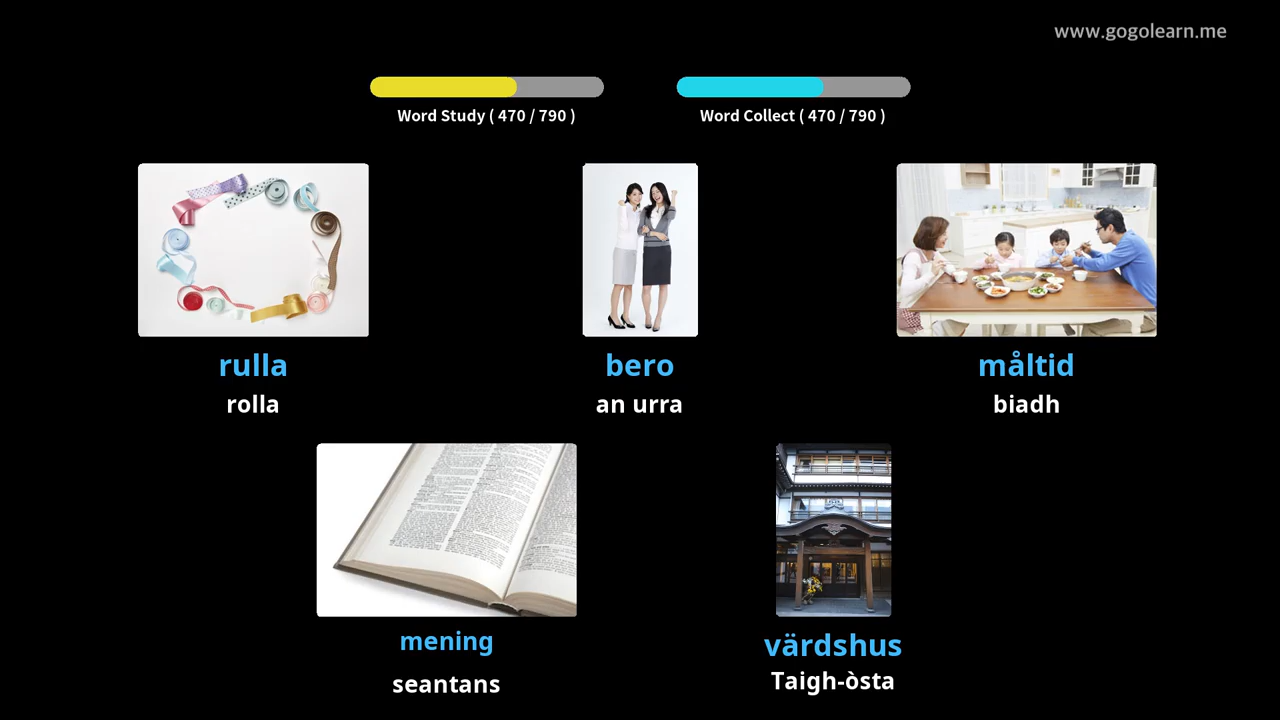 www.gogolearn.me
Word Study ( 470 / 790 )
Word Collect ( 470 / 790 )
rulla
rolla
bero
an urra
måltid
biadh
mening
seantans
värdshus
Taigh-òsta